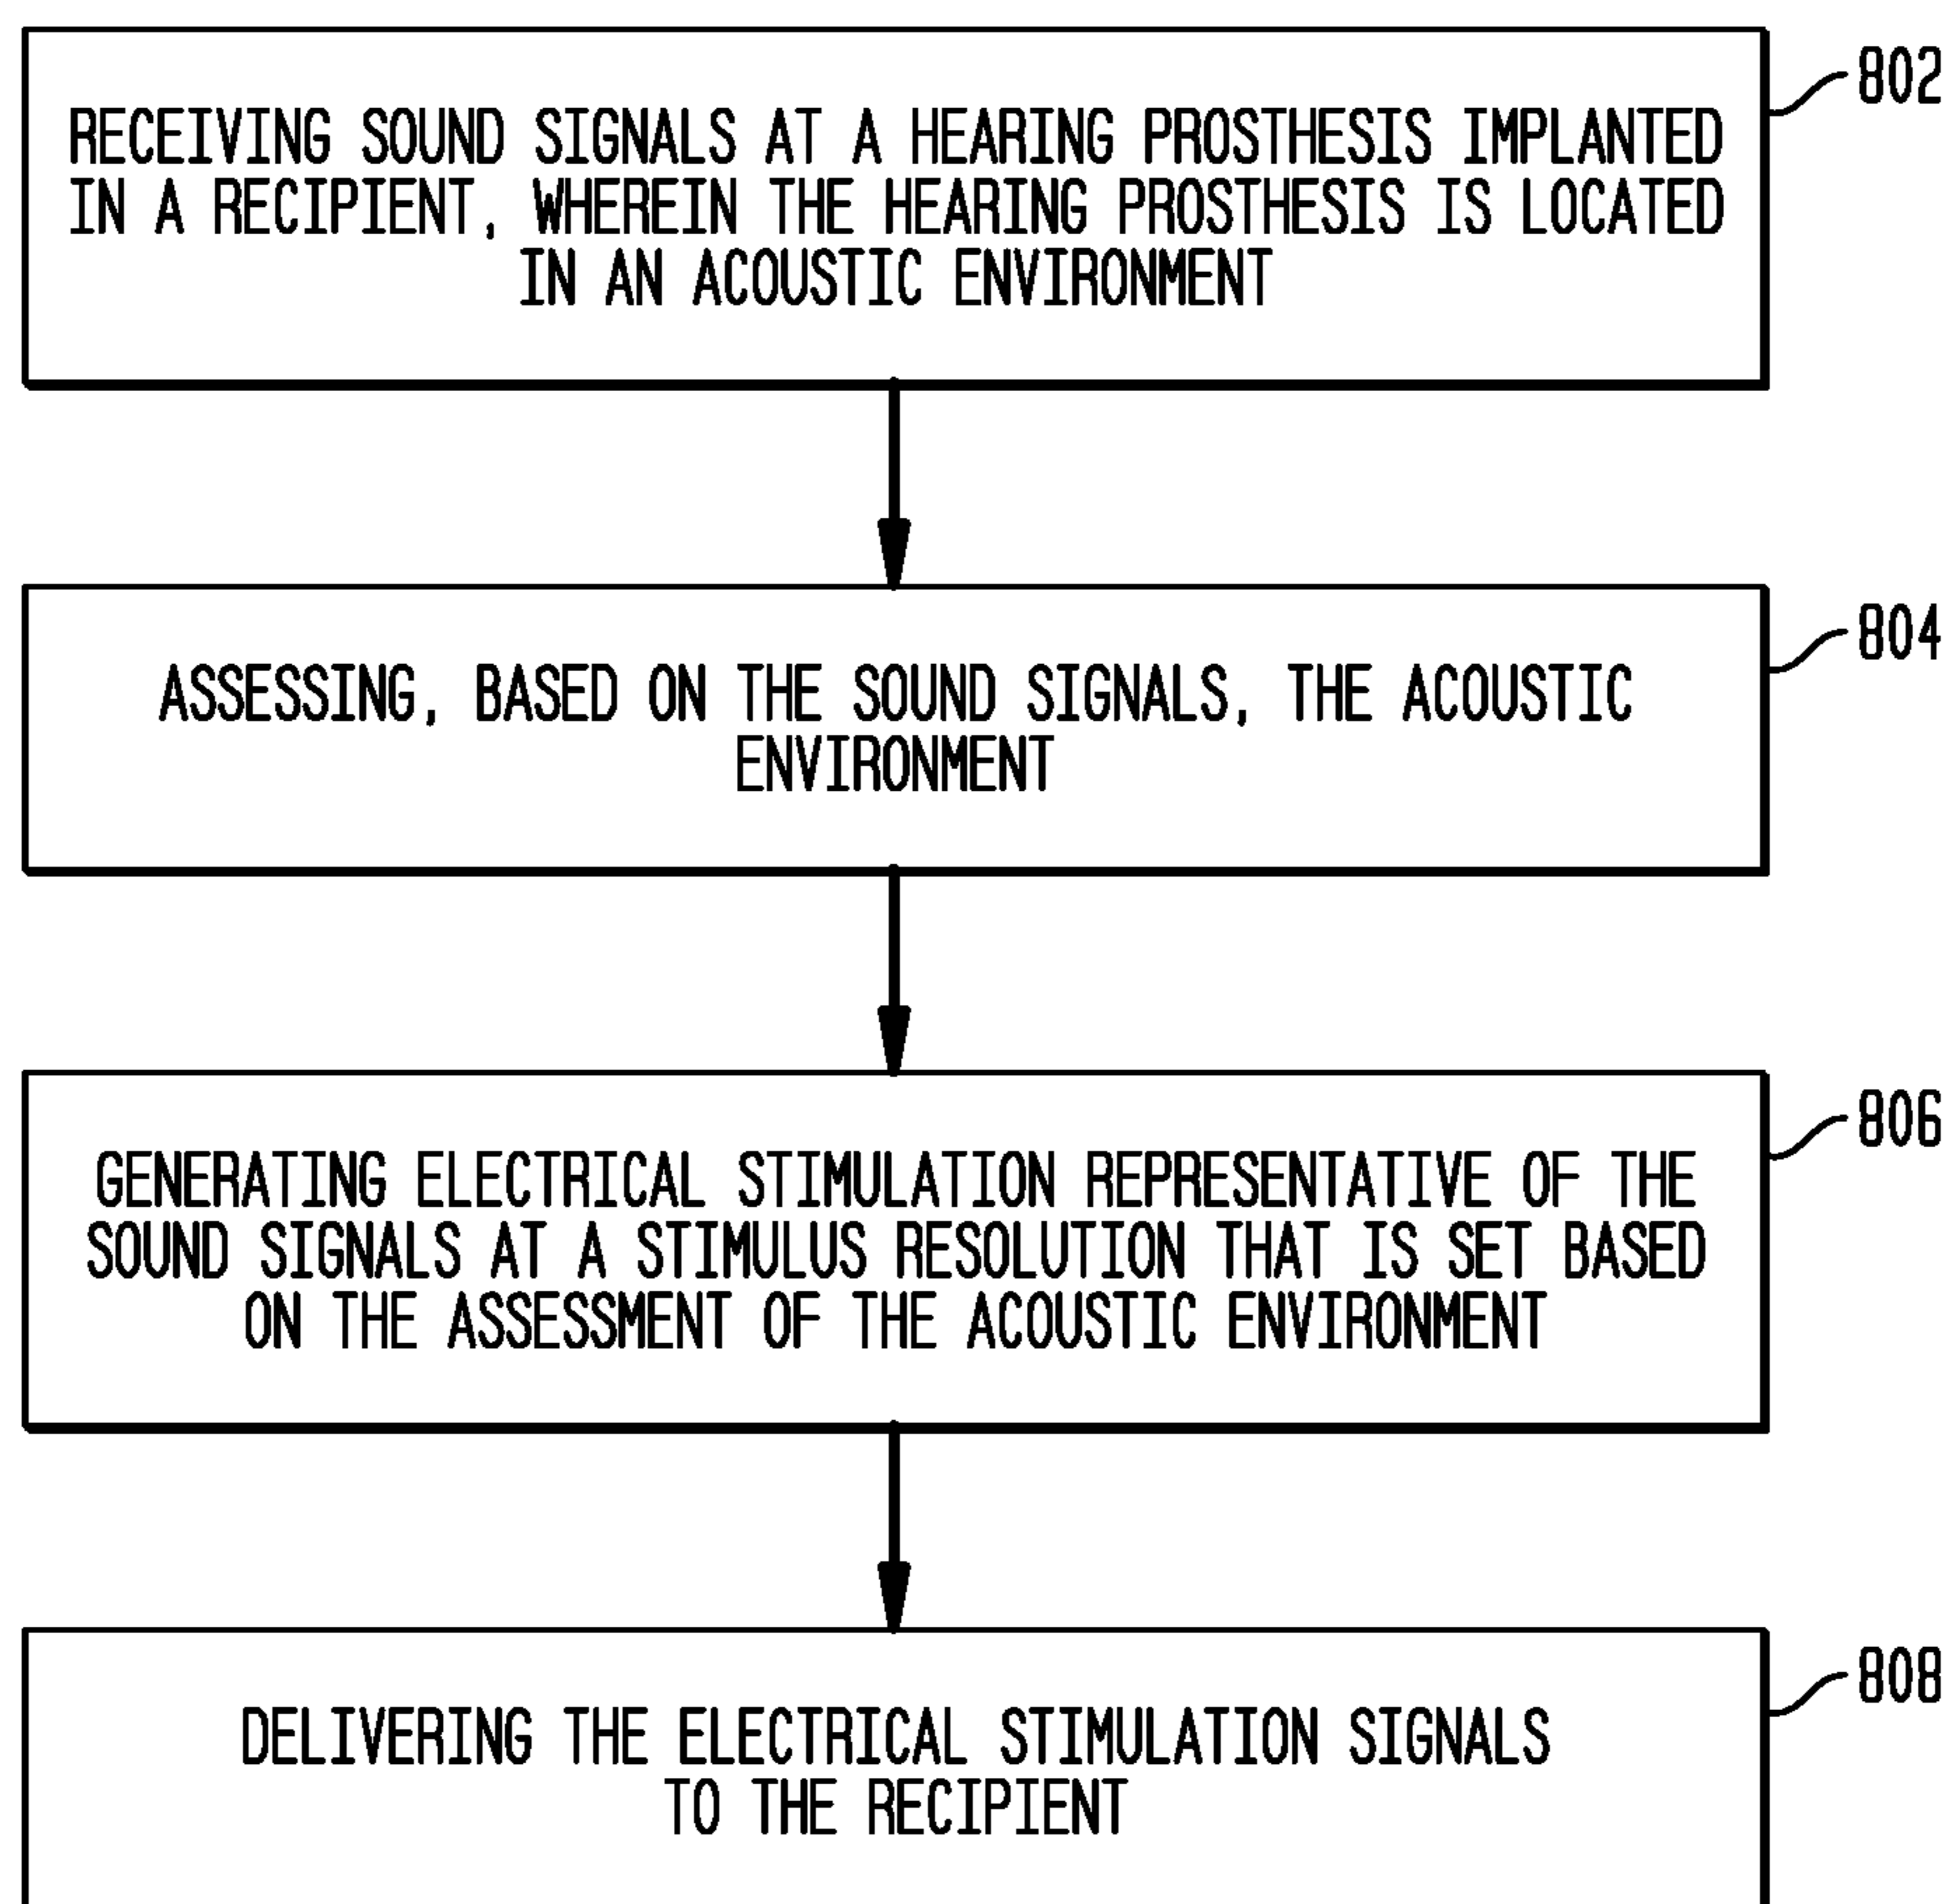 802
RECEIVING SOUND SIGNALS AT A HEARING PROSTHESIS IMPLANTED
IN A RECIPIENT, WHEREIN THE HEARING PROSTHESIS IS LOCATED
IN AN ACOUSTIC ENVIRONMENT
804
ASSESSING, BASED ON THE SOUND SIGNALS, THE ACOUSTIC
ENVIRONMENT
806
GENERATING ELECTRICAL STIMULATION REPRESENTATIVE OF THE
SOUND SIGNALS AT A STIMULUS RESOLUTION THAT IS SET BASED
ON THE ASSESSMENT OF THE ACOUSTIC ENVIRONMENT
808
DELIVERING THE ELECTRICAL STIMULATION SIGNALS
TO THE RECIPIENT